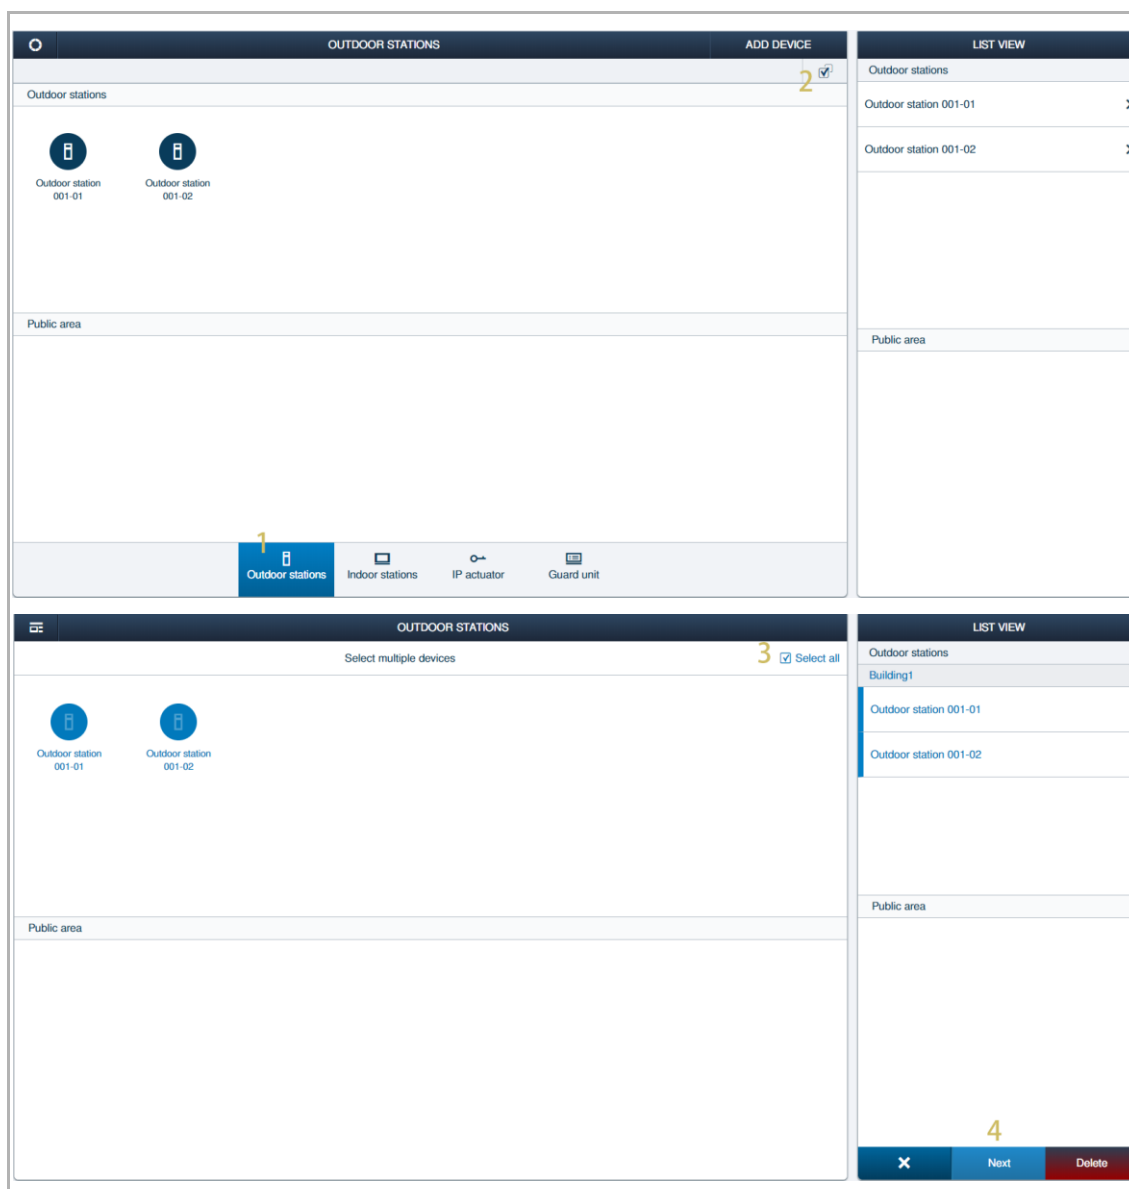 OUTDOOR STATIONS
ADD DEVICE
LIST VIEW
2
Outdoor stations
Outdoor stations
Outdoor station 001-01
Outdoor station 001-02
Outdoor station
001-01
Outdoor station
001-02
Public area
Public area
1
Outdoor stations
Indoor stations
IP actuator
Guard unit
OUTDOOR STATIONS
LIST VIEW
Select multiple devices
3
Select all
Outdoor stations
Building1
Outdoor station 001-01
Outdoor station 001-02
Outdoor station
001-01
Outdoor station
001-02
Public area
Public area
4
Next
Delete